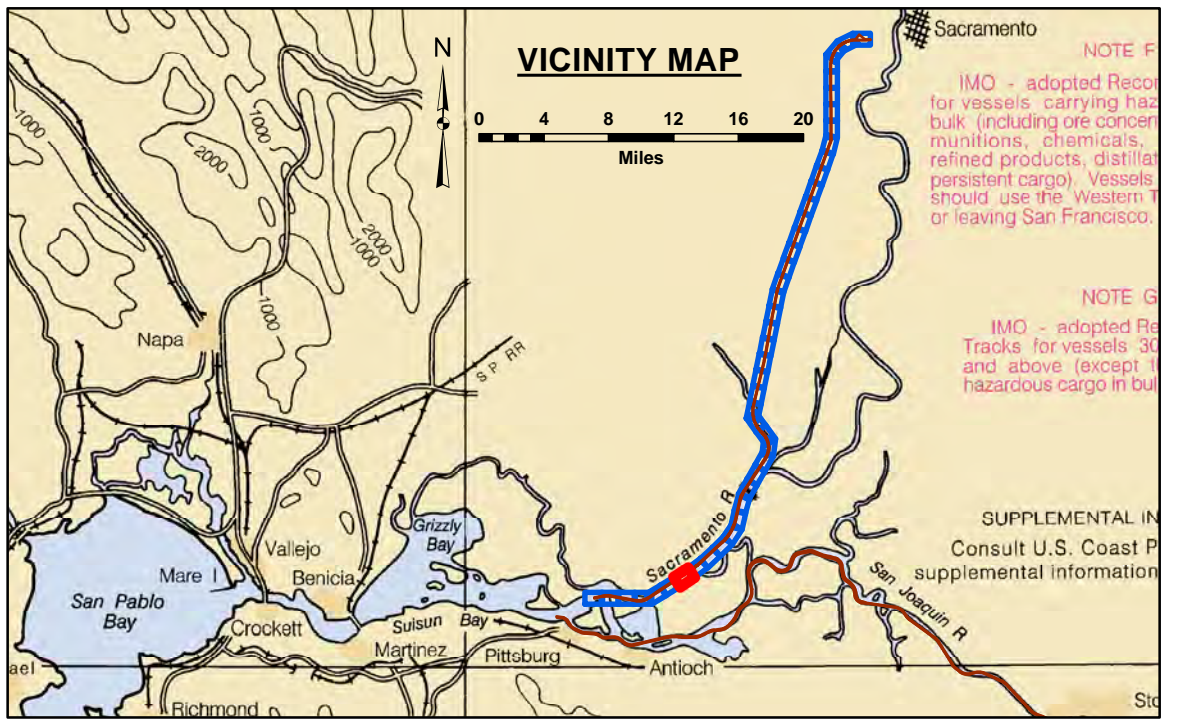 VICINITY MAP
N
0 4 8 12 16 20
Miles
Sacramento
NOTE F
IMO - adopted Recor
for vessels carrying haz
bulk (including ore concen
munitions, chemicals,
refined products, distillat
persistent cargo). Vessels
should use the Western T
or leaving San Francisco.
1000
1000
2000
2000
1000
1000
NOTE G
IMO - adopted Re
Tracks for vessels 30
and above (except
hazardous cargo in bul
Napa
S P RR
Grizzly
Bay
Sacramento R
SUPPLEMENTAL IN
Consult U.S. Coast P
supplemental information
Vallejo
Mare I
Benicia
San Joaquin R
San Pablo
Bay
Crockett
Suisun Bay
Martinez
Pittsburg
Antioch
ael
Richmond
Sto